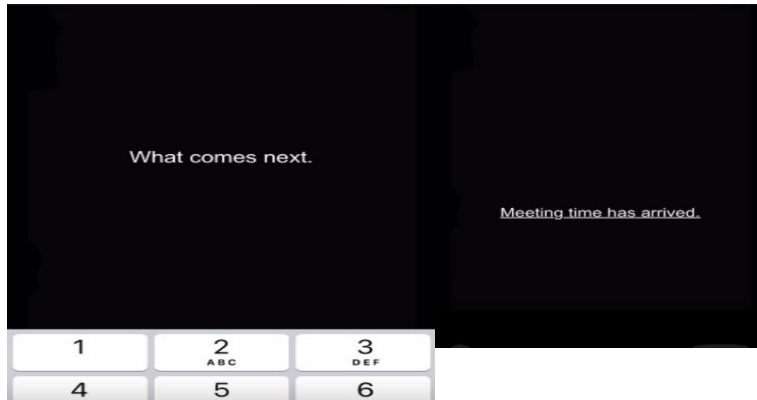 What comes next.
Meeting time has arrived.
1 2 3
ABC DEF
4 5 6